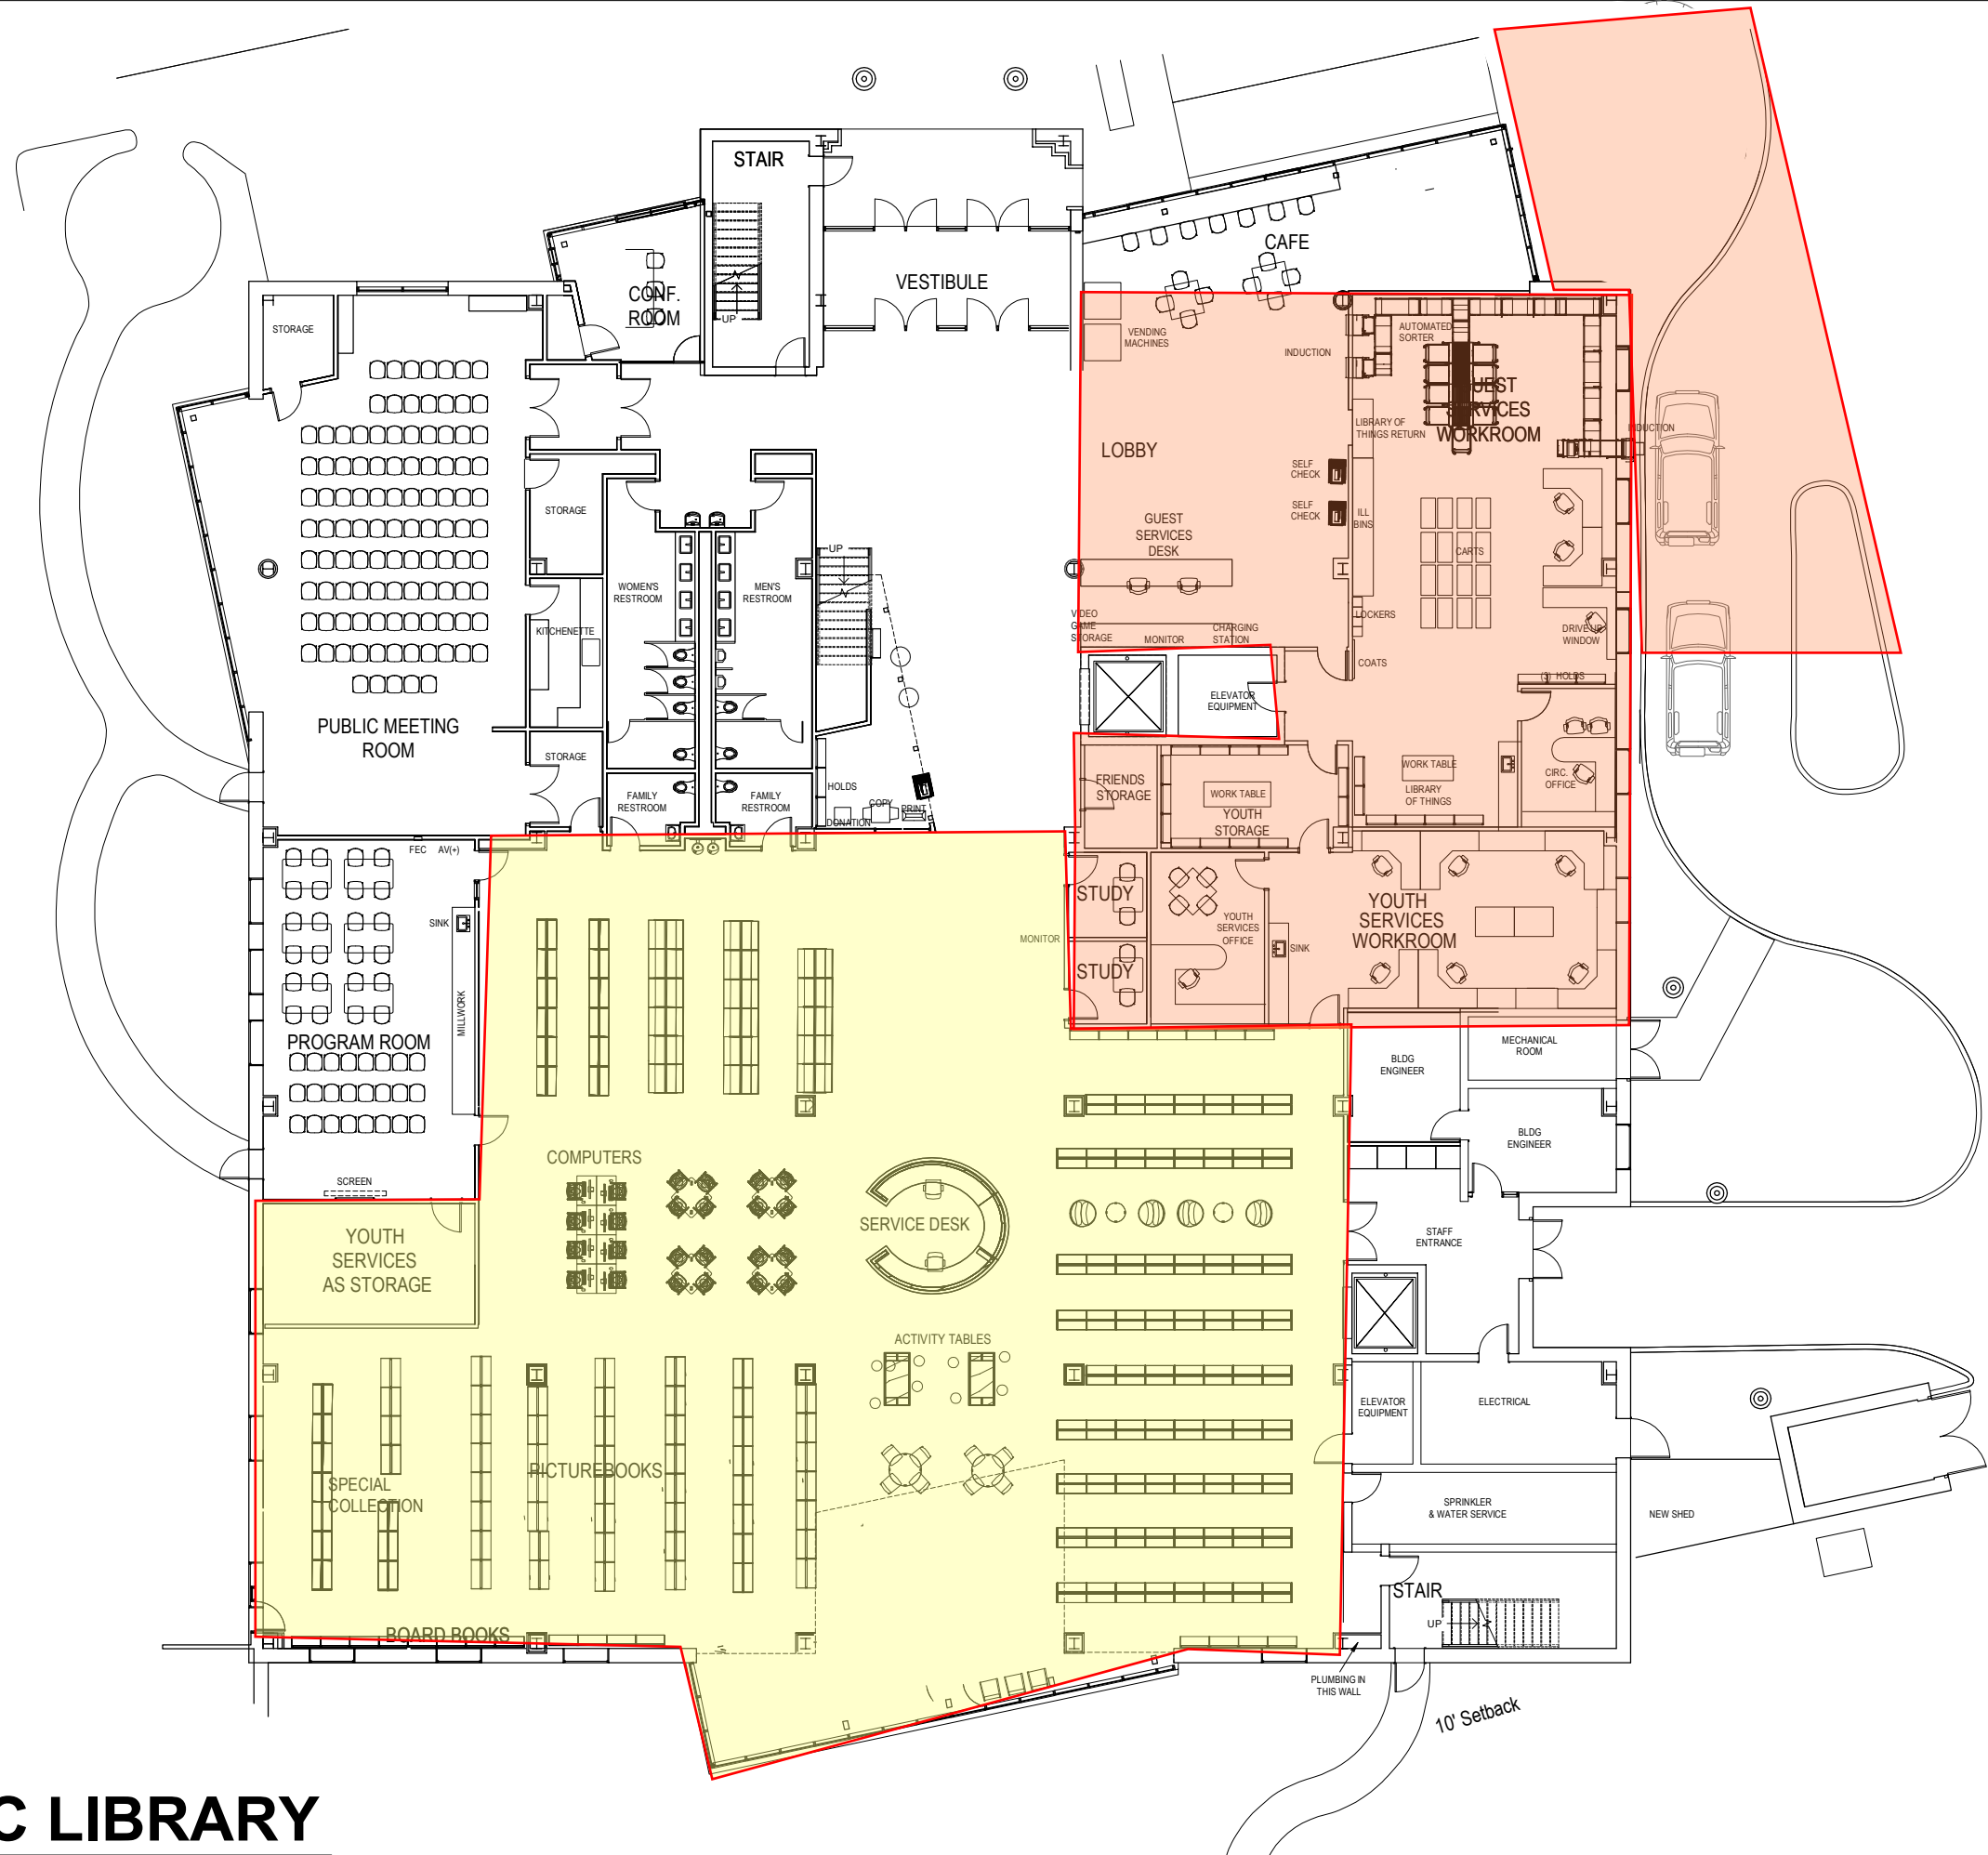 STAIR
CAFE
VESTIBULE
CONF.
ROOM
UP
STORAGE
VENDING
MACHINES
INDUCTION
AUTOMATED
SORTER
SERVICES
WORKROOM
INDUCTION
LIBRARY OF
THINGS RETURN
LOBBY
SELF
CHECK
SELF
CHECK
ILL
BINS
GUEST
SERVICES
DESK
CARTS
STORAGE
UP
WOMEN'S
RESTROOM
MEN'S
RESTROOM
KITCHENETTE
VIDEO
GAME
STORAGE
MONITOR
CHARGING
STATION
LOCKERS
DRIVE UP
WINDOW
COATS
(3) HOLDS
ELEVATOR
EQUIPMENT
PUBLIC MEETING
ROOM
STORAGE
FAMILY
RESTROOM
FAMILY
RESTROOM
HOLDS
COPY
PRINT
DONATION
FRIENDS
STORAGE
WORK TABLE
YOUTH
STORAGE
WORK TABLE
LIBRARY
OF THINGS
CIRC.
OFFICE
FEC
AV(+)
SINK
MILLWORK
PROGRAM ROOM
SCREEN
MONITOR
STUDY
STUDY
YOUTH
SERVICES
OFFICE
SINK
YOUTH
SERVICES
WORKROOM
BLDG
ENGINEER
MECHANICAL
ROOM
BLDG
ENGINEER
COMPUTERS
SERVICE DESK
STAFF
ENTRANCE
YOUTH
SERVICES
AS STORAGE
ACTIVITY TABLES
ELEVATOR
EQUIPMENT
ELECTRICAL
SPECIAL
COLLECTION
PICTUREBOOKS
SPRINKLER
& WATER SERVICE
NEW SHED
STAIR
UP
BOARD BOOKS
PLUMBING IN
THIS WALL
10' Setback
C LIBRARY